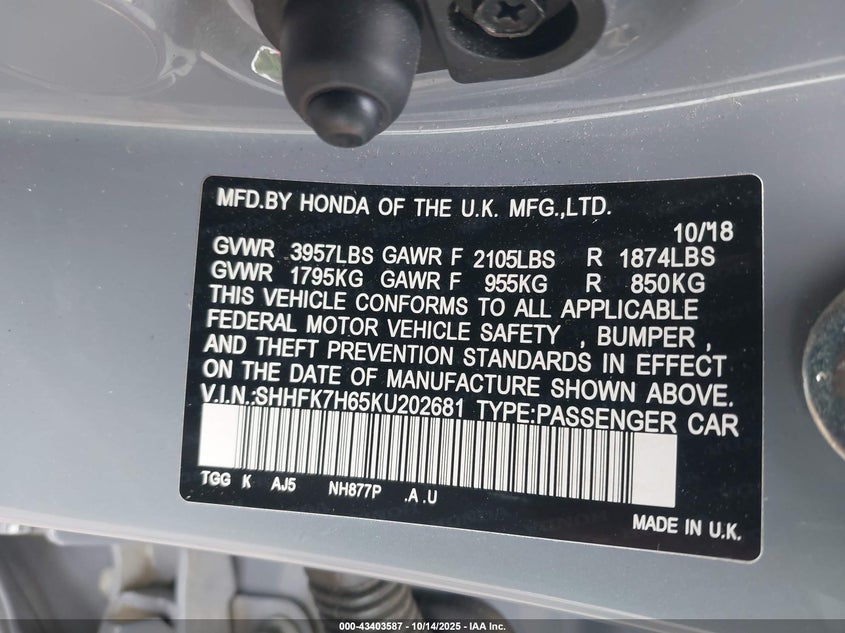 MFD.BY HONDA OF THE U.K. MFG.,LTD.
10/'18
GVWR 3957LBS GAWR F 2105LBS R 1874LBS
GVWR 1795KG GAWR F 955KG R 850KG
THIS VEHICLE CONFORMS TO ALL APPLICABLE
FEDERAL MOTOR VEHICLE SAFETY , BUMPER ,
AND THEFT PREVENTION STANDARDS IN EFFECT
ON THE DATE OF MANUFACTURE SHOWN ABOVE.
V.I.N.:SHHFK7H65KU202681 TYPE:PASSENGER CAR
TGG K AJ5 NH877P .A .U
MADE IN U.K.
000-43403587 - 10/14/2025 - IAA Inc.